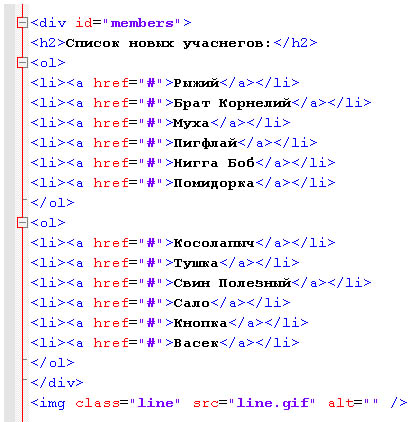 <div id="members">
<h2>Список новых учаснегов:</h2>
<ol>
<li><a href="#">Рыжий</a></li>
<li><a href="#">Брат Корнелий</a></li>
<li><a href="#">Муха</a></li>
<li><a href="#">Пигфлай</a></li>
<li><a href="#">Нигга Боб</a></li>
<li><a href="#">Помидорка</a></li>
</ol>
<ol>
<li><a href="#">Косолапыч</a></li>
<li><a href="#">Тушка</a></li>
<li><a href="#">Свин Полезный</a></li>
<li><a href="#">Сало</a></li>
<li><a href="#">Кнопка</a></li>
<li><a href="#">Васек</a></li>
</ol>
</div>
<img class="line" src="line.gif" alt="" />